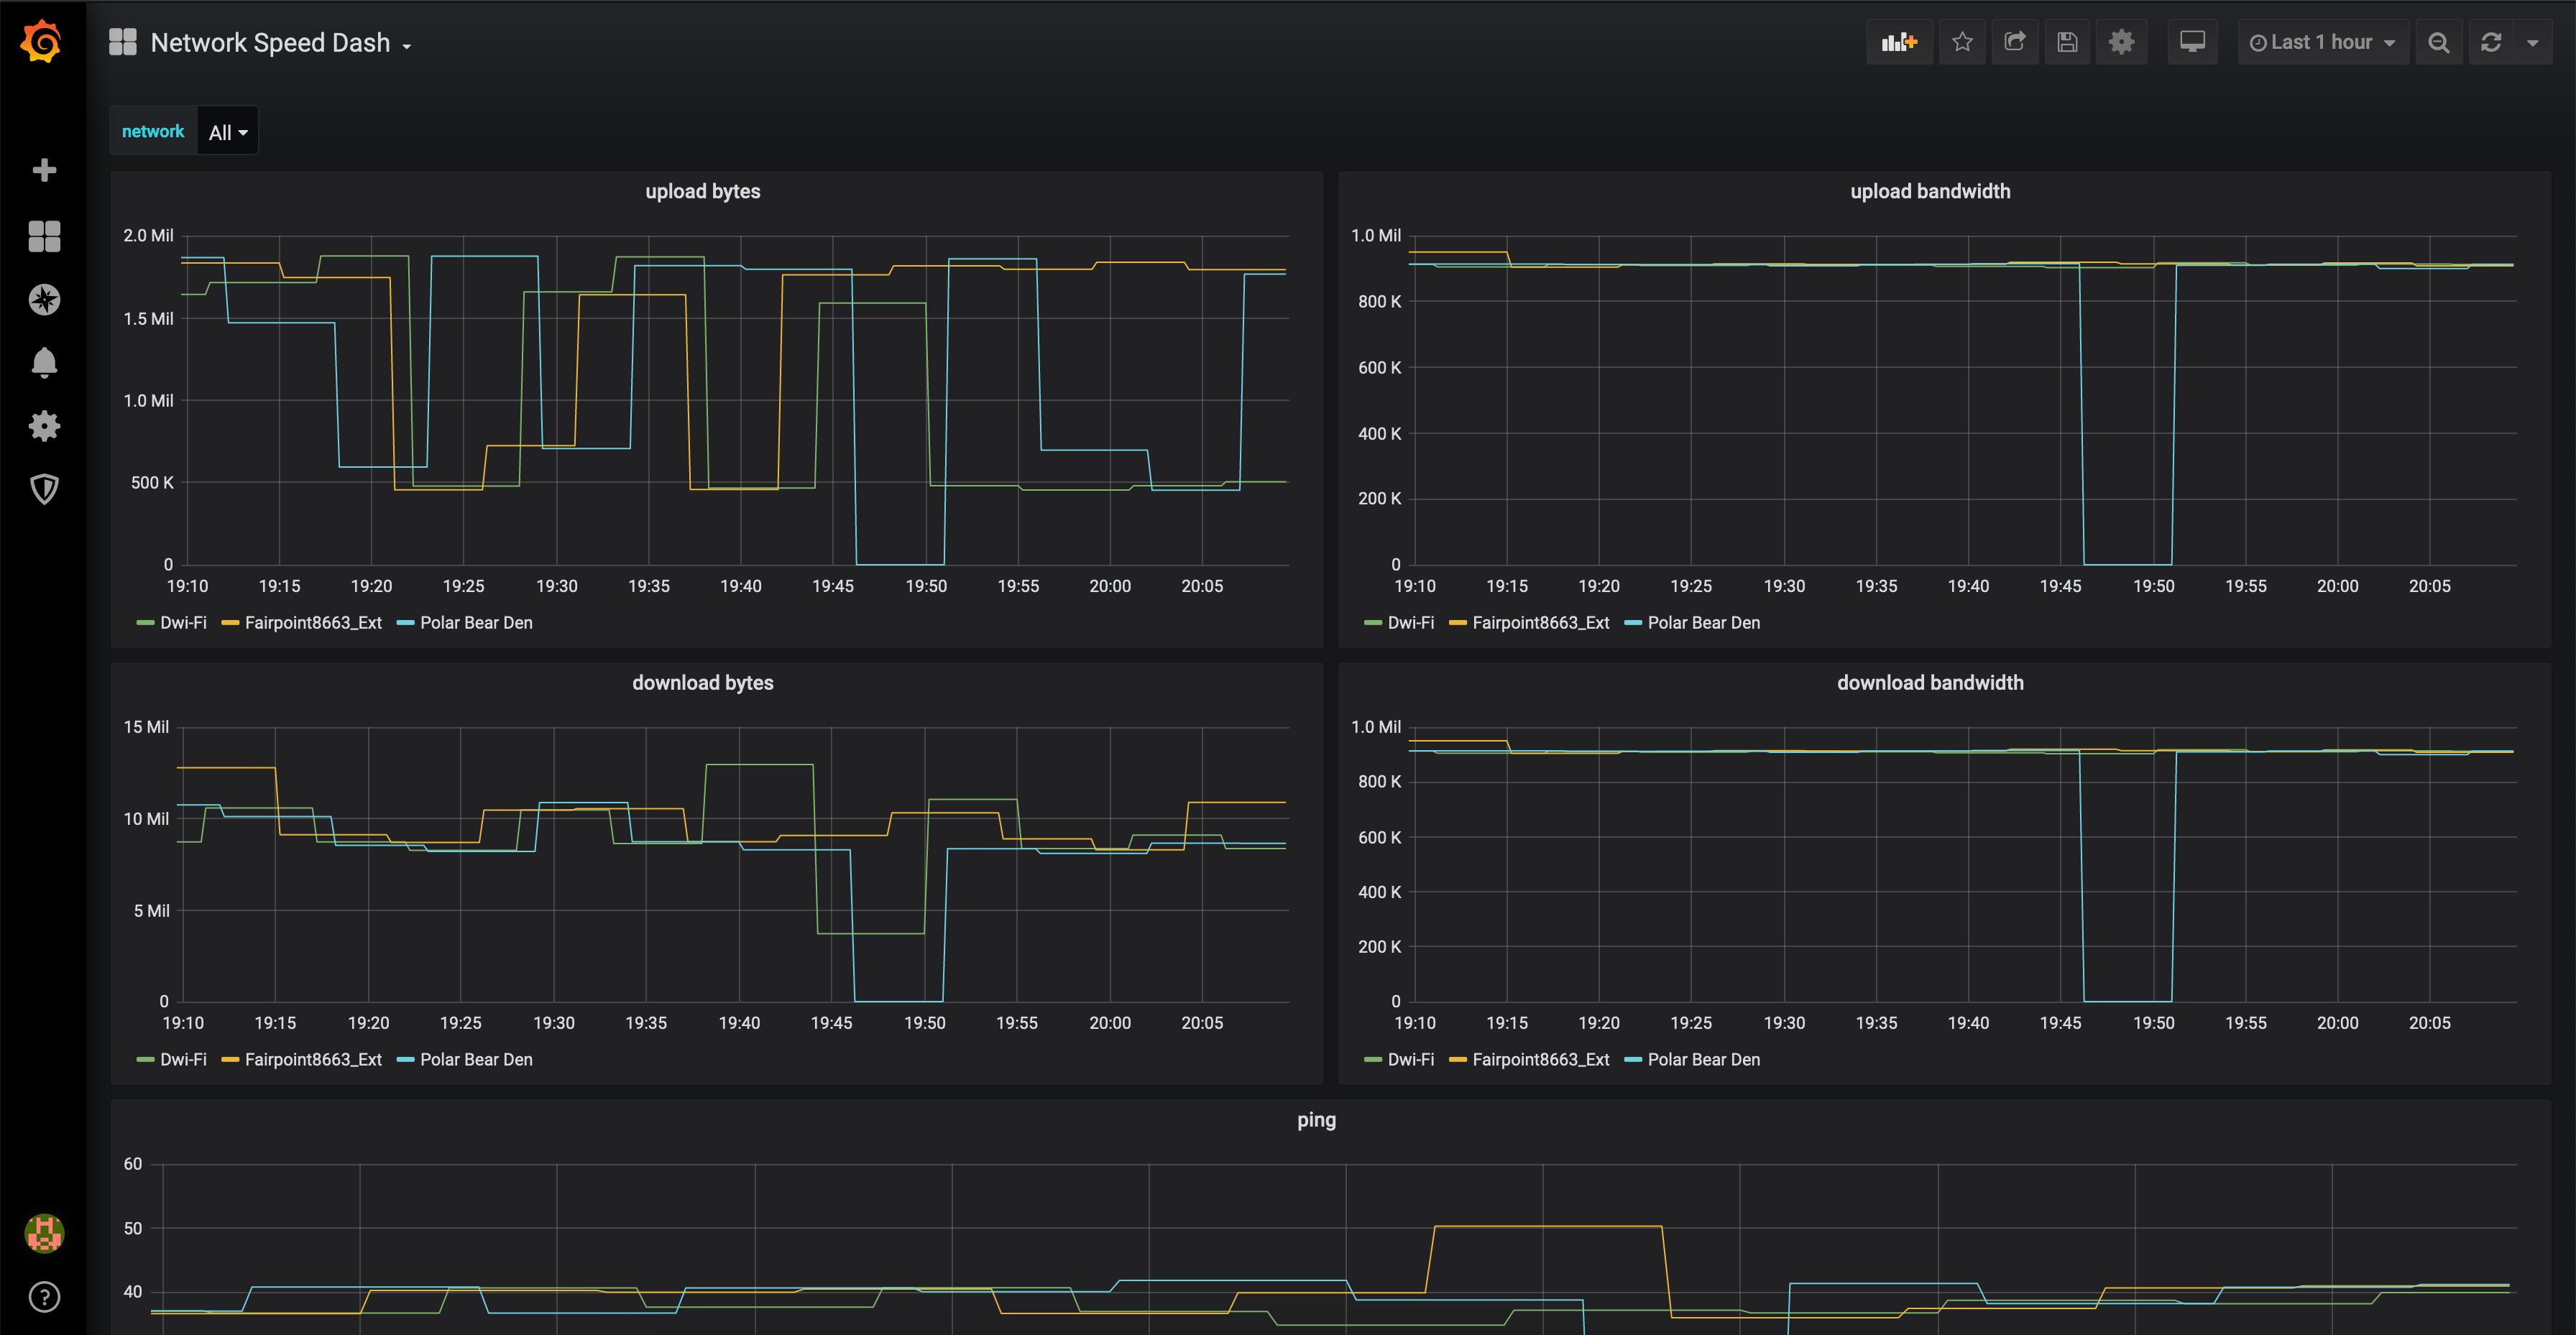 Network Speed Dash
Last 1 hour
network All
upload bytes
2.0 Mil
1.5 Mil
1.0 Mil
500 K
0
19:10 19:15 19:20 19:25 19:30 19:35 19:40 19:45 19:50 19:55 20:00 20:05
Dwi-Fi Fairpoint8663_Ext Polar Bear Den
upload bandwidth
1.0 Mil
800 K
600 K
400 K
200 K
0
19:10 19:15 19:20 19:25 19:30 19:35 19:40 19:45 19:50 19:55 20:00 20:05
Dwi-Fi Fairpoint8663_Ext Polar Bear Den
download bytes
15 Mil
10 Mil
5 Mil
0
19:10 19:15 19:20 19:25 19:30 19:35 19:40 19:45 19:50 19:55 20:00 20:05
Dwi-Fi Fairpoint8663_Ext Polar Bear Den
download bandwidth
1.0 Mil
800 K
600 K
400 K
200 K
0
19:10 19:15 19:20 19:25 19:30 19:35 19:40 19:45 19:50 19:55 20:00 20:05
Dwi-Fi Fairpoint8663_Ext Polar Bear Den
ping
60
50
40